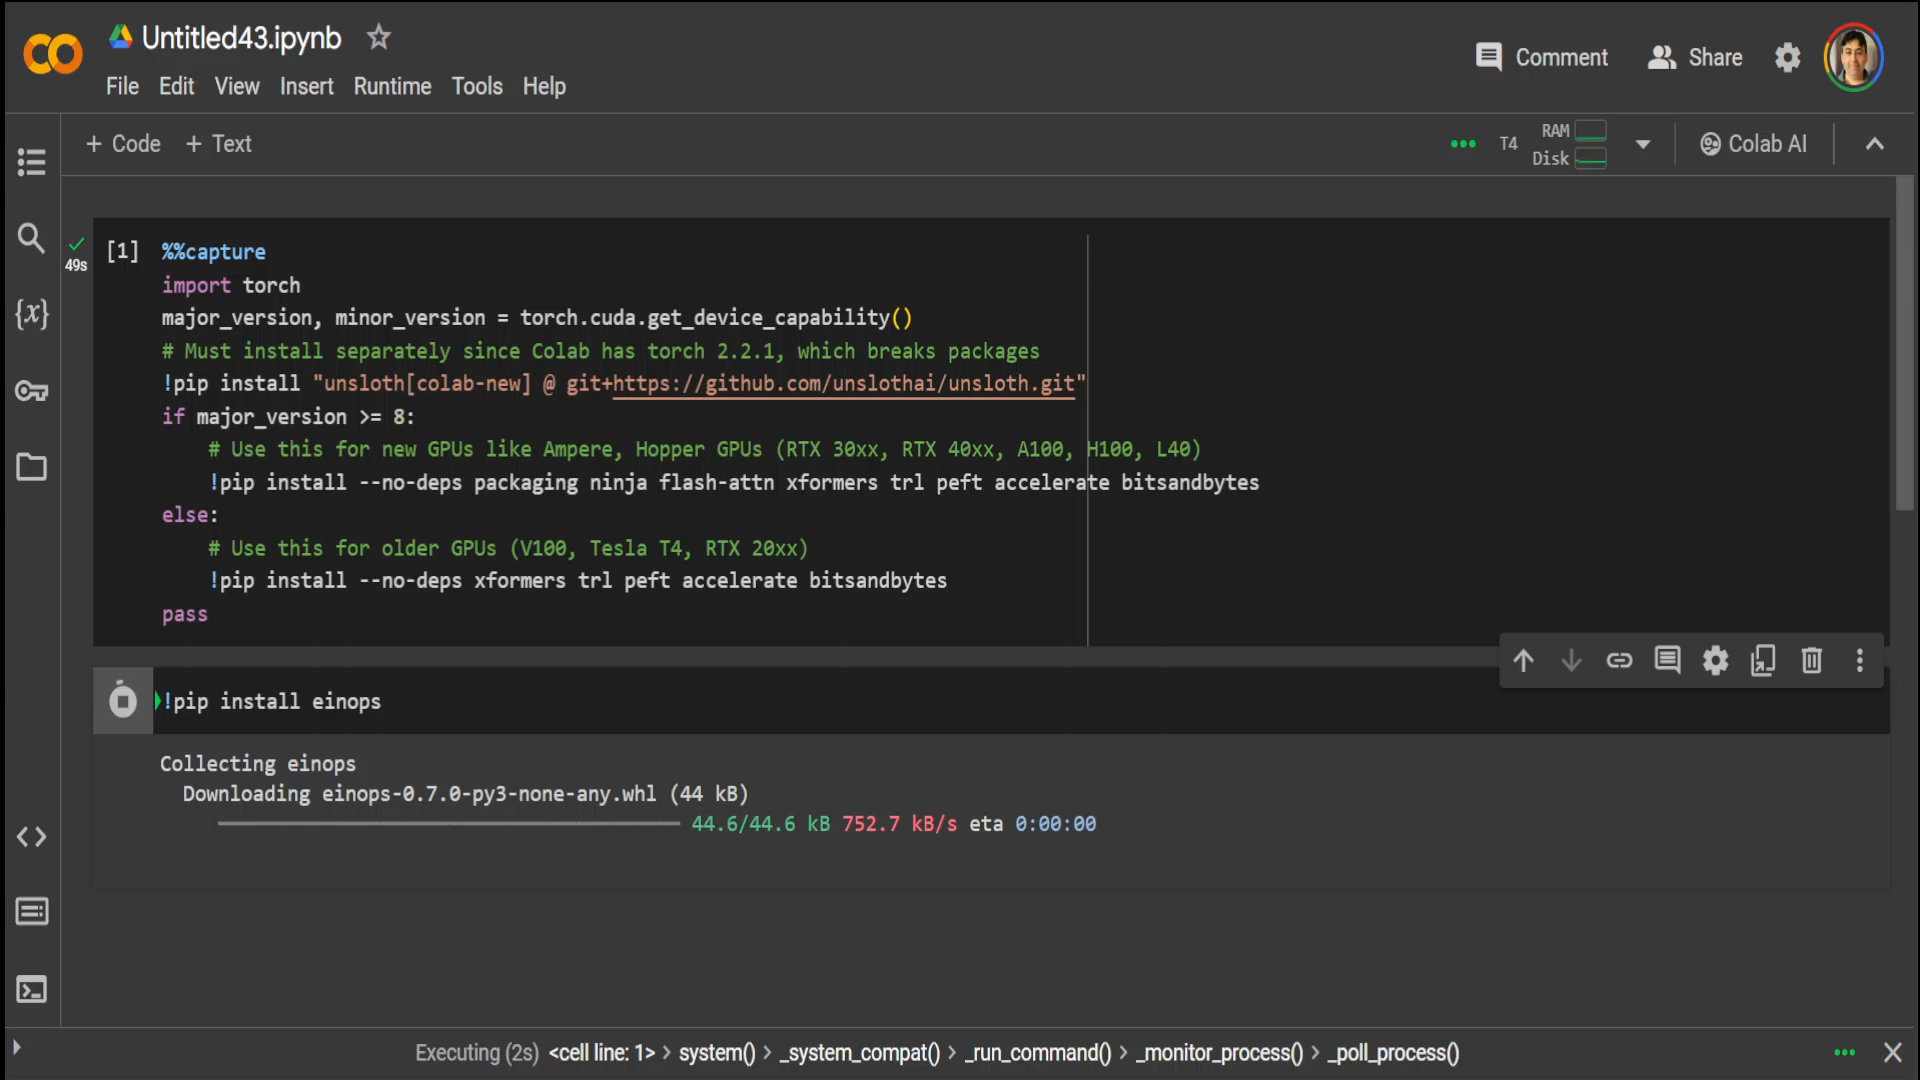 Untitled43.ipynb
File Edit View Insert Runtime Tools Help
Comment Share
+ Code + Text
T4 RAM Disk Colab AI
49s
[1] %%capture
import torch
major_version, minor_version = torch.cuda.get_device_capability()
# Must install separately since Colab has torch 2.2.1, which breaks packages
!pip install "unsloth[colab-new] @ git+https://github.com/unslothai/unsloth.git"
if major_version >= 8:
    # Use this for new GPUs like Ampere, Hopper GPUs (RTX 30xx, RTX 40xx, A100, H100, L40)
    !pip install --no-deps packaging ninja flash-attn xformers trl peft accelerate bitsandbytes
else:
    # Use this for older GPUs (V100, Tesla T4, RTX 20xx)
    !pip install --no-deps xformers trl peft accelerate bitsandbytes
pass
!pip install einops
Collecting einops
  Downloading einops-0.7.0-py3-none-any.whl (44 kB)
44.6/44.6 kB 752.7 kB/s eta 0:00:00
Executing (2s) <cell line: 1> > system() > _system_compat() > _run_command() > _monitor_process() > _poll_process()